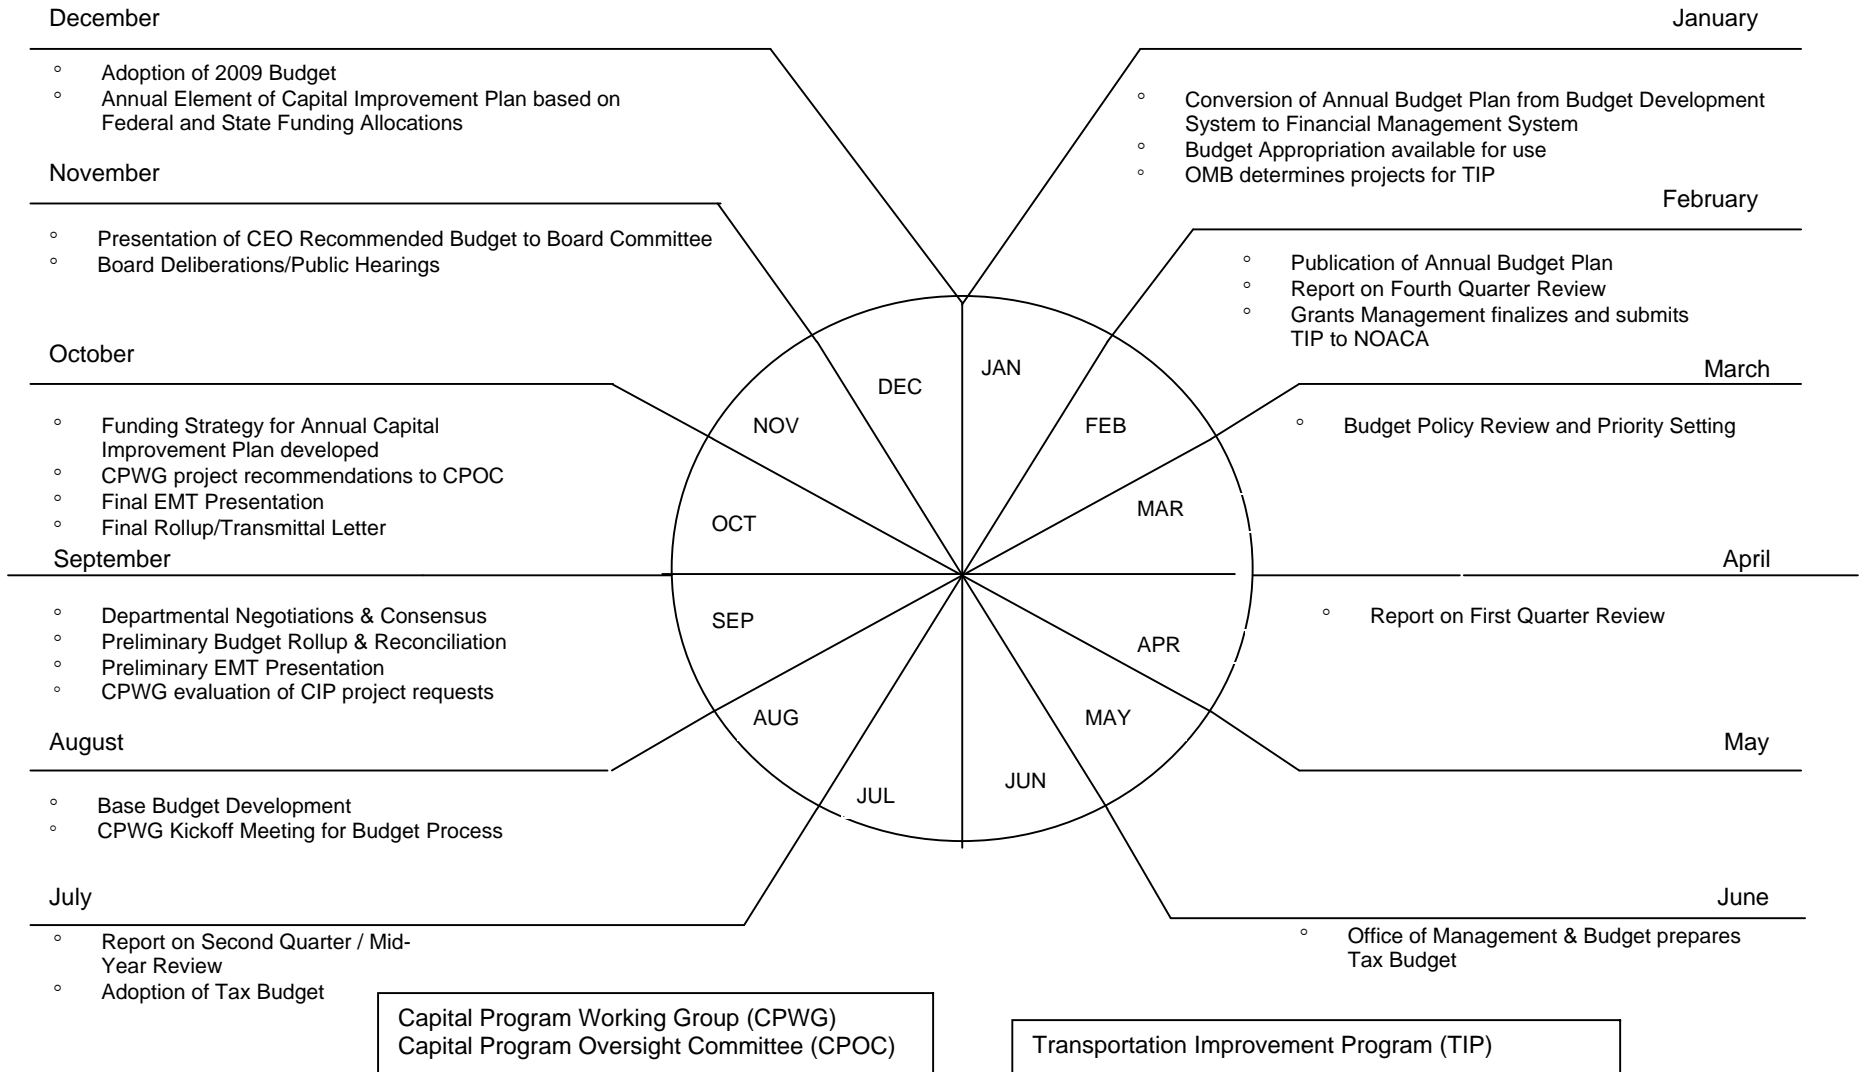 December
° Adoption of 2009 Budget
° Annual Element of Capital Improvement Plan based on
Federal and State Funding Allocations
November
° Presentation of CEO Recommended Budget to Board Committee
° Board Deliberations/Public Hearings
October
° Funding Strategy for Annual Capital
Improvement Plan developed
° CPWG project recommendations to CPOC
° Final EMT Presentation
° Final Rollup/Transmittal Letter
September
° Departmental Negotiations & Consensus
° Preliminary Budget Rollup & Reconciliation
° Preliminary EMT Presentation
° CPWG evaluation of CIP project requests
August
° Base Budget Development
° CPWG Kickoff Meeting for Budget Process
July
° Report on Second Quarter / Mid-
Year Review
° Adoption of Tax Budget
January
° Conversion of Annual Budget Plan from Budget Development
System to Financial Management System
° Budget Appropriation available for use
° OMB determines projects for TIP
February
° Publication of Annual Budget Plan
° Report on Fourth Quarter Review
° Grants Management finalizes and submits
TIP to NOACA
March
° Budget Policy Review and Priority Setting
April
° Report on First Quarter Review
May
June
° Office of Management & Budget prepares
Tax Budget
JAN
FEB
MAR
APR
MAY
JUN
JUL
AUG
SEP
OCT
NOV
DEC
Capital Program Working Group (CPWG)
Capital Program Oversight Committee (CPOC)
Transportation Improvement Program (TIP)